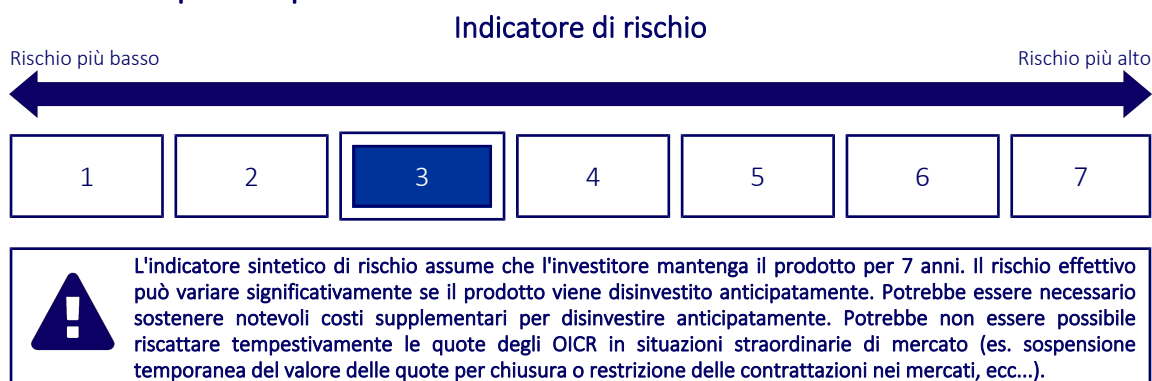 Indicatore di rischio
Rischio più basso
Rischio più alto
1
2
3
4
5
6
7
L'indicatore sintetico di rischio assume che l'investitore mantenga il prodotto per 7 anni. Il rischio effettivo
può variare significativamente se il prodotto viene disinvestito anticipatamente. Potrebbe essere necessario
sostenere notevoli costi supplementari per disinvestire anticipatamente. Potrebbe non essere possibile
riscattare tempestivamente le quote degli OICR in situazioni straordinarie di mercato (es. sospensione
temporanea del valore delle quote per chiusura o restrizione delle contrattazioni nei mercati, ecc...).